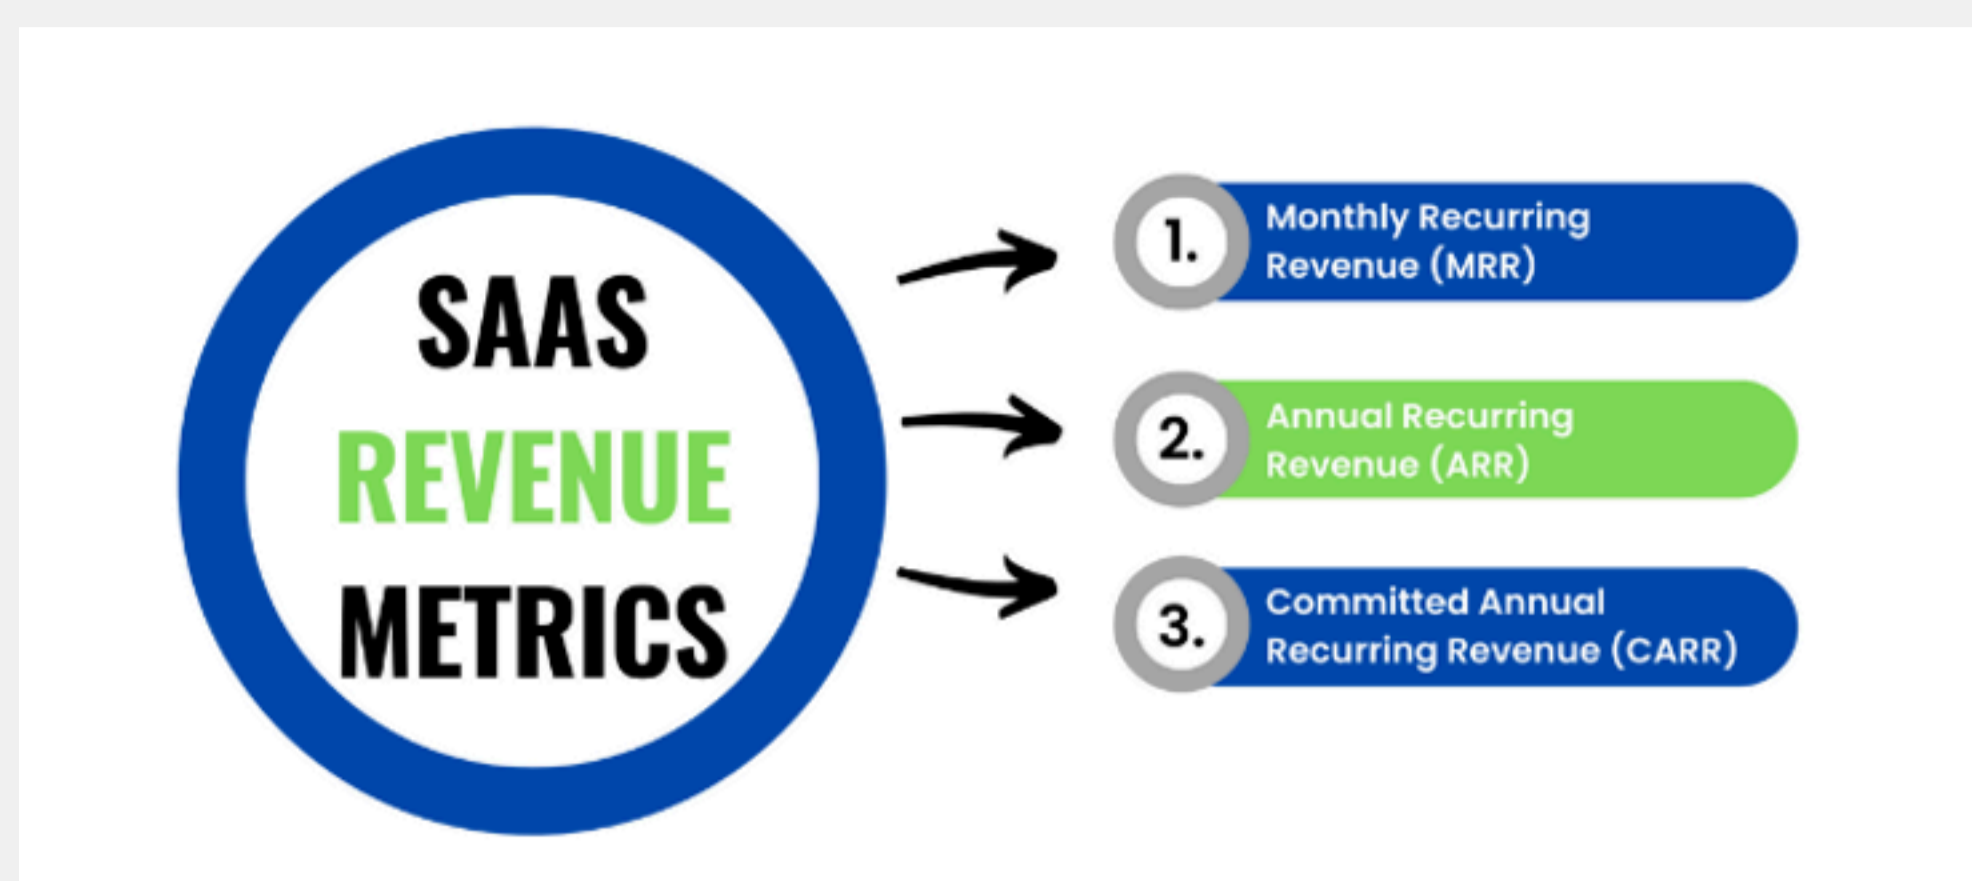 SAAS
REVENUE
METRICS
1.
Monthly Recurring
Revenue (MRR)
2.
Annual Recurring
Revenue (ARR)
3.
Committed Annual
Recurring Revenue (CARR)